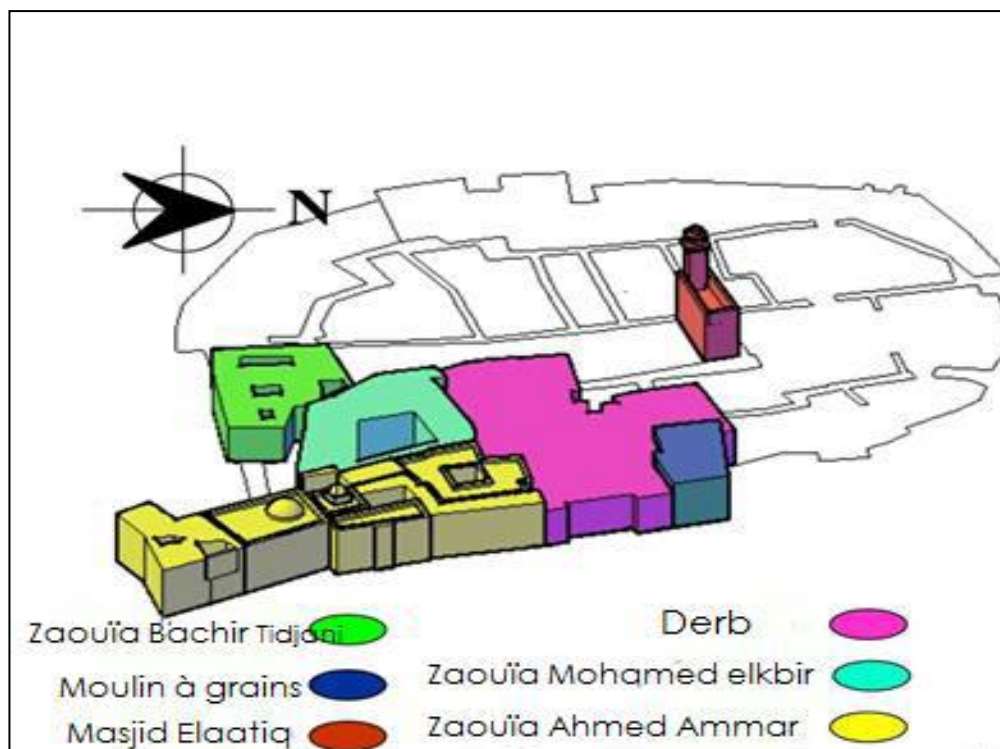 N
Zaouïa Bachir Tidjani
Moulin à grains
Masjid Elaatiq
Derb
Zaouïa Mohamed elkbir
Zaouïa Ahmed Ammar